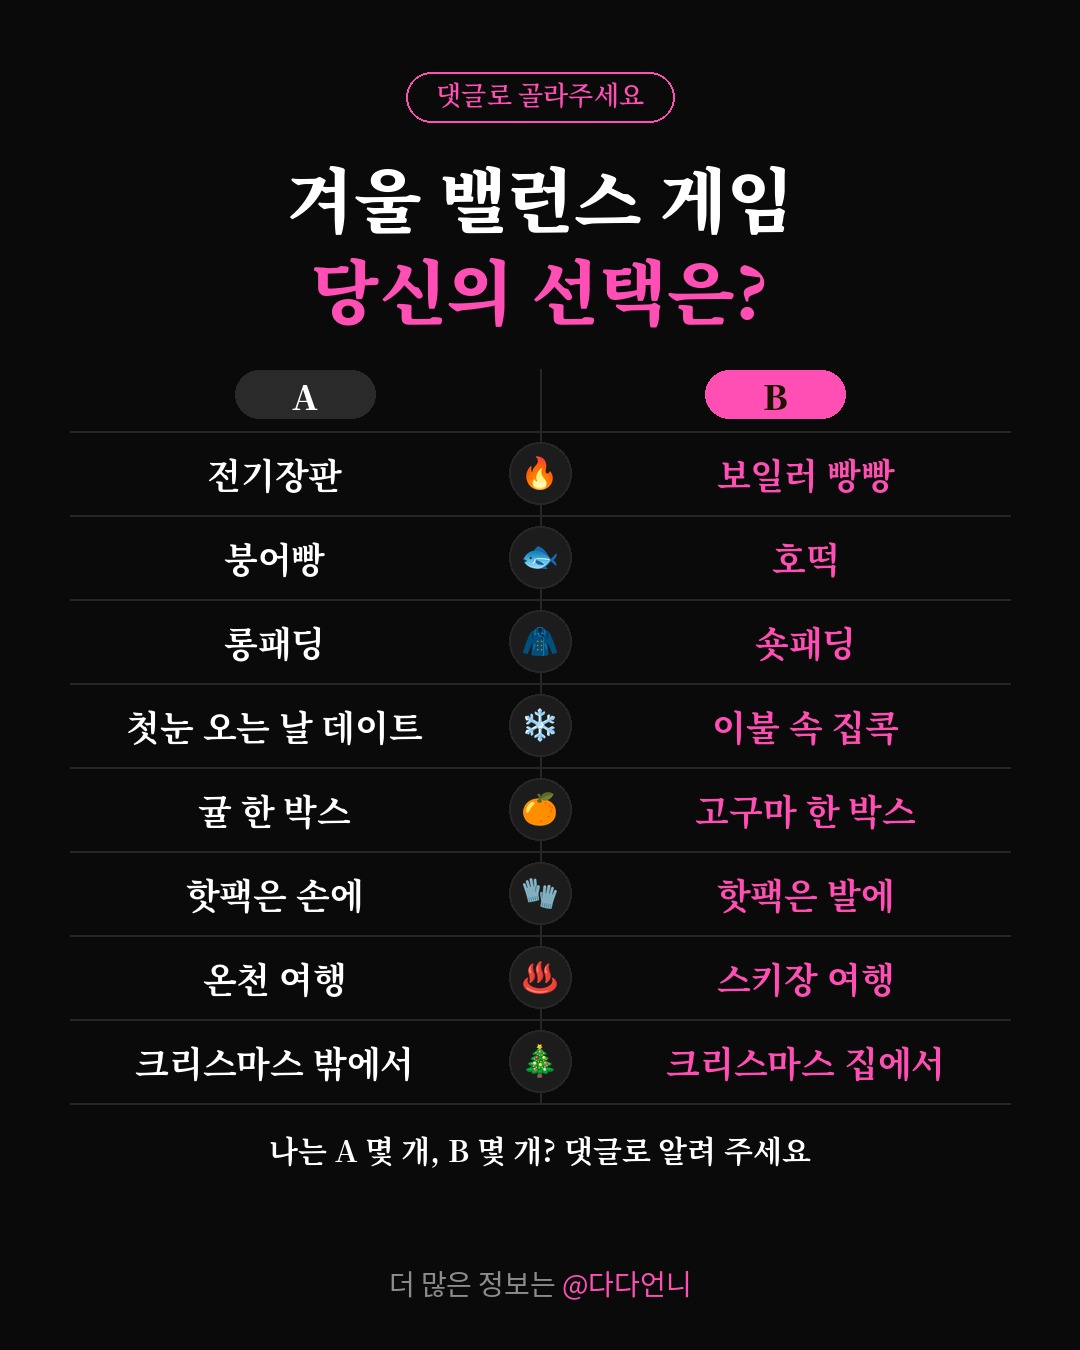 댓글로 골라주세요
겨울 밸런스 게임
당신의 선택은?
A B
전기장판 보일러 빵빵
붕어빵 호떡
롱패딩 숏패딩
첫눈 오는 날 데이트 이불 속 집콕
귤 한 박스 고구마 한 박스
핫팩은 손에 핫팩은 발에
온천 여행 스키장 여행
크리스마스 밖에서 크리스마스 집에서
나는 A 몇 개, B 몇 개? 댓글로 알려 주세요
더 많은 정보는 @다다언니